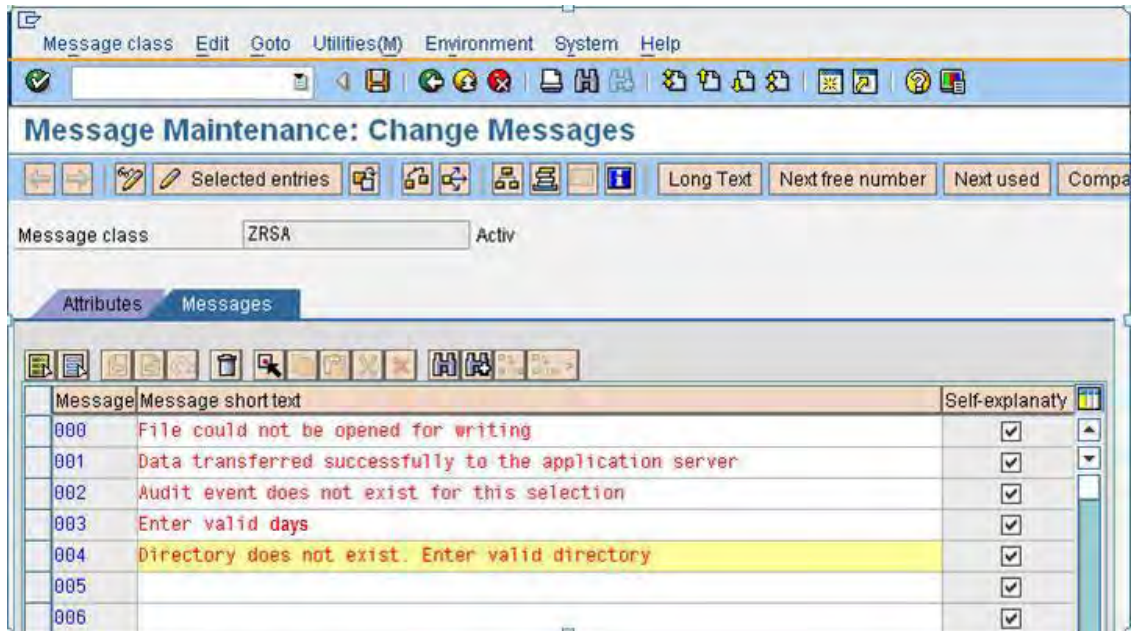 Message class Edit Goto Utilities(M) Environment System Help
Message Maintenance: Change Messages
Selected entries Long Text Next free number Next used Compa
Message class ZRSA Activ
Attributes Messages
Message Message short text Self-explanat'y
000 File could not be opened for writing
001 Data transferred successfully to the application server
002 Audit event does not exist for this selection
003 Enter valid days
004 Directory does not exist. Enter valid directory
005
006